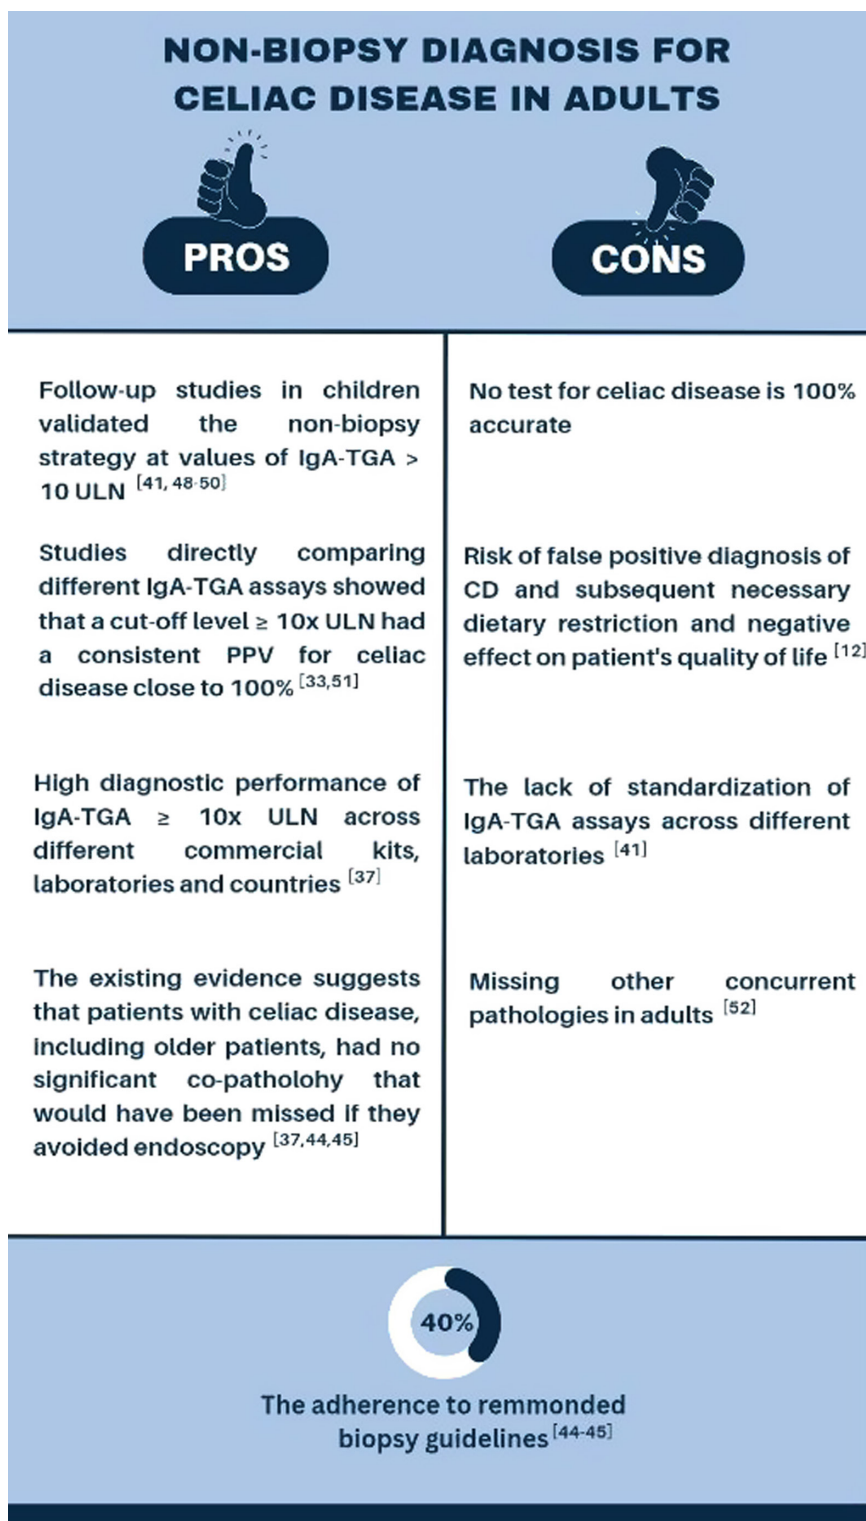 NON-BIOPSY DIAGNOSIS FOR
CELIAC DISEASE IN ADULTS
PROS
CONS
Follow-up studies in children
validated the non-biopsy
strategy at values of IgA-TGA >
10 ULN [41, 48-50]
Studies directly comparing
different IgA-TGA assays showed
that a cut-off level ≥ 10x ULN had
a consistent PPV for celiac
disease close to 100% [33,51]
High diagnostic performance of
IgA-TGA ≥ 10x ULN across
different commercial kits,
laboratories and countries [37]
The existing evidence suggests
that patients with celiac disease,
including older patients, had no
significant co-patholohy that
would have been missed if they
avoided endoscopy [37,44,45]
No test for celiac disease is 100%
accurate
Risk of false positive diagnosis of
CD and subsequent necessary
dietary restriction and negative
effect on patient's quality of life [12]
The lack of standardization of
IgA-TGA assays across different
laboratories [41]
Missing other concurrent
pathologies in adults [52]
40%
The adherence to remmonded
biopsy guidelines [44-45]